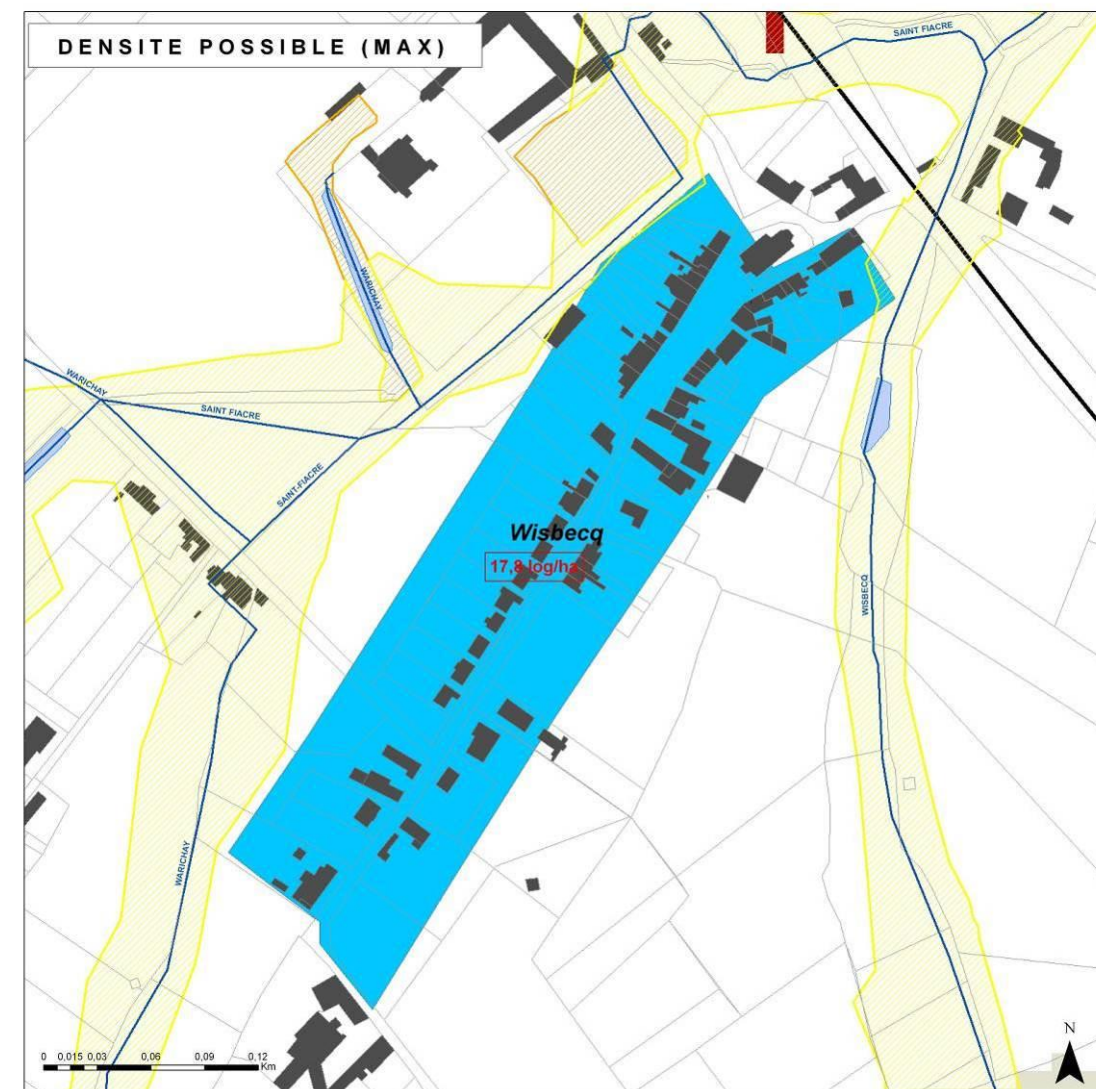 DENSITE POSSIBLE (MAX)
SAINT FIACRE
WARICHAY
WARICHAY
SAINT FIACRE
SAINT-FIACRE
Wisbecq
17,8 log/ha
WISBECQ
WARICHAY
N
0 0,015 0,03 0,06 0,09 0,12
Km